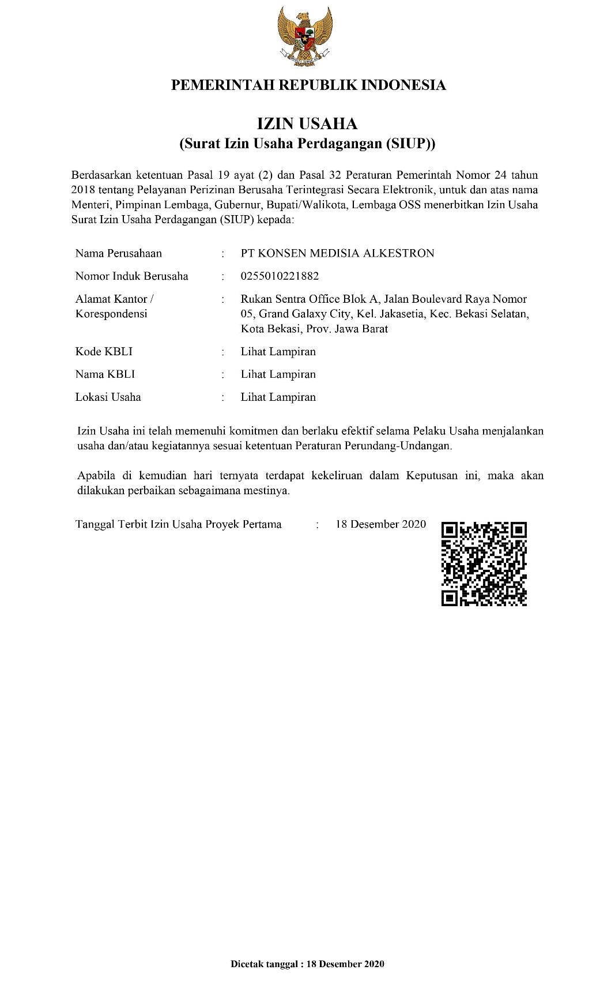 PEMERINTAH REPUBLIK INDONESIA
IZIN USAHA
(Surat Izin Usaha Perdagangan (SIUP))
Berdasarkan ketentuan Pasal 19 ayat (2) dan Pasal 32 Peraturan Pemerintah Nomor 24 tahun
2018 tentang Pelayanan Perizinan Berusaha Terintegrasi Secara Elektronik, untuk dan atas nama
Menteri, Pimpinan Lembaga, Gubernur, Bupati/Walikota, Lembaga OSS menerbitkan Izin Usaha
Surat Izin Usaha Perdagangan (SIUP) kepada:
Nama Perusahaan : PT KONSEN MEDISIA ALKESTRON
Nomor Induk Berusaha : 0255010221882
Alamat Kantor / : Rukan Sentra Office Blok A, Jalan Boulevard Raya Nomor
Korespondensi 05, Grand Galaxy City, Kel. Jakasetia, Kec. Bekasi Selatan,
Kota Bekasi, Prov. Jawa Barat
Kode KBLI : Lihat Lampiran
Nama KBLI : Lihat Lampiran
Lokasi Usaha : Lihat Lampiran
Izin Usaha ini telah memenuhi komitmen dan berlaku efektif selama Pelaku Usaha menjalankan
usaha dan/atau kegiatannya sesuai ketentuan Peraturan Perundang-Undangan.
Apabila di kemudian hari ternyata terdapat kekeliruan dalam Keputusan ini, maka akan
dilakukan perbaikan sebagaimana mestinya.
Tanggal Terbit Izin Usaha Proyek Pertama : 18 Desember 2020
Dicetak tanggal : 18 Desember 2020